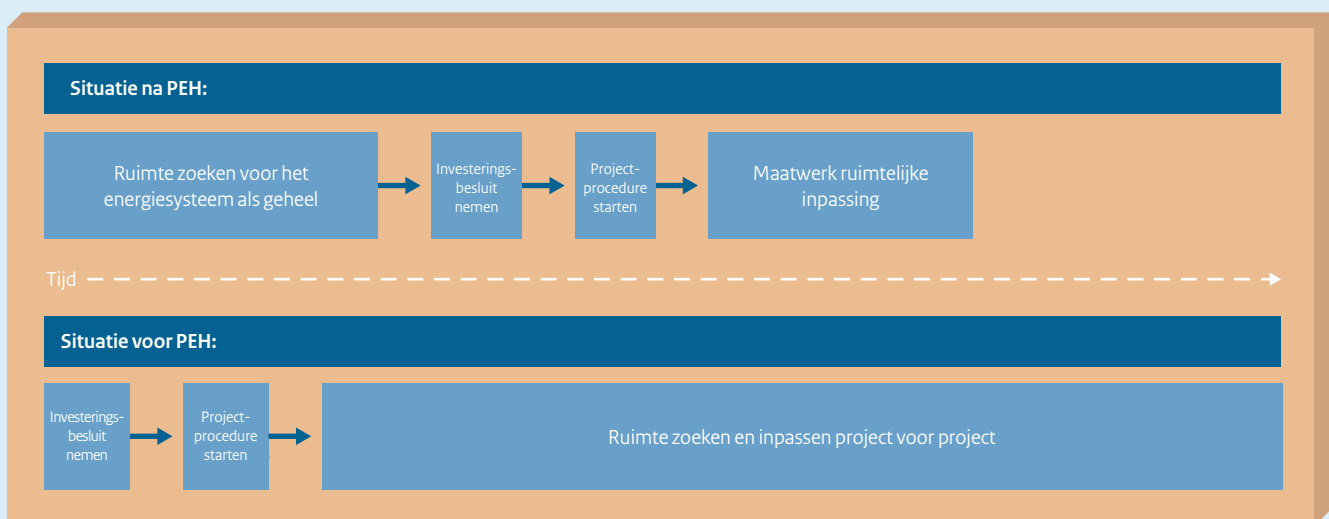 Situatie na PEH:
Ruimte zoeken voor het
energiesysteem als geheel
Investerings-
besluit
nemen
Project-
procedure
starten
Maatwerk ruimtelijke
inpassing
Tijd
Situatie voor PEH:
Investerings-
besluit
nemen
Project-
procedure
starten
Ruimte zoeken en inpassen project voor project